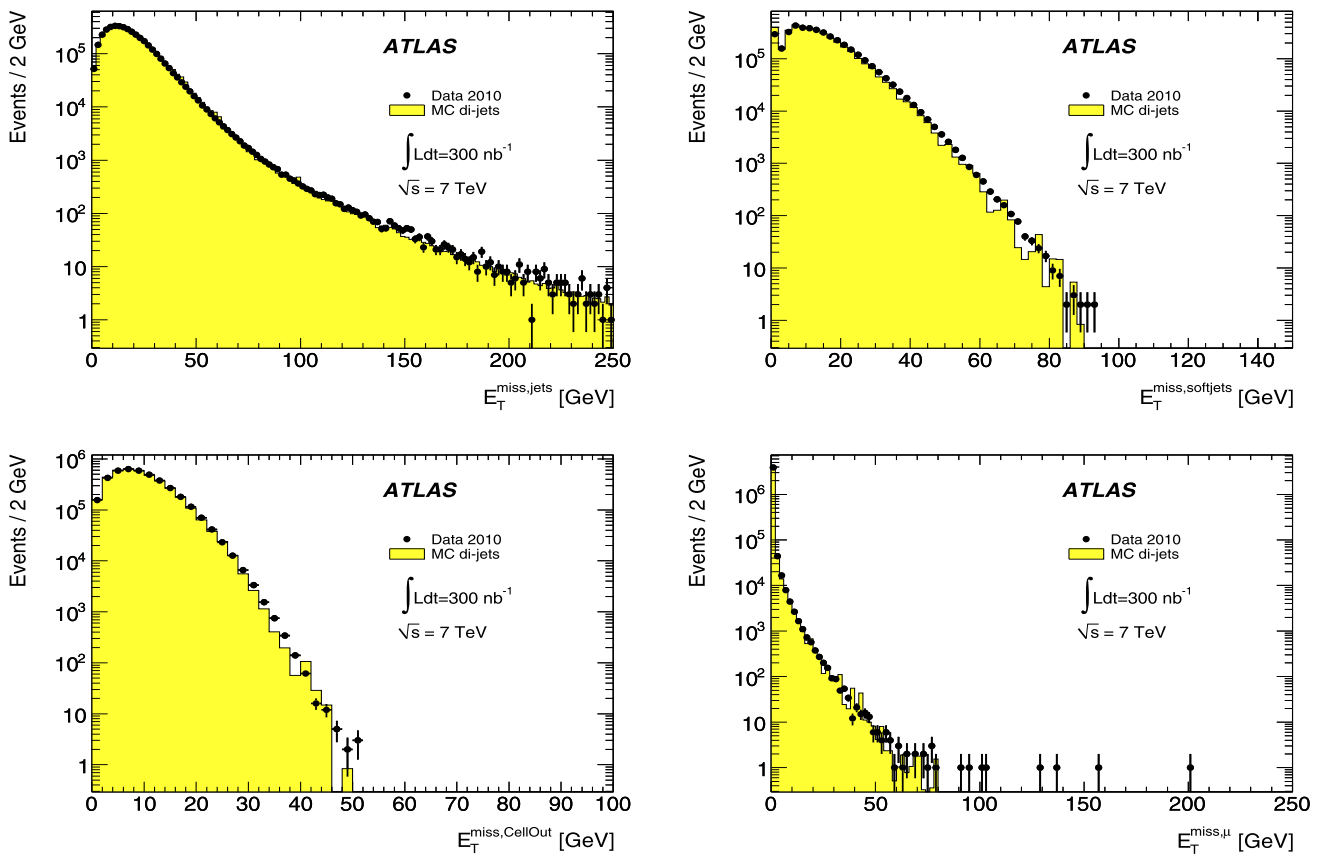 Events / 2 GeV
10⁵
10⁴
10³
10²
10
1
ATLAS
Data 2010
MC di-jets
∫Ldt=300 nb⁻¹
√s = 7 TeV
0 50 100 150 200 250
E_T^miss,jets [GeV]
Events / 2 GeV
10⁵
10⁴
10³
10²
10
1
ATLAS
Data 2010
MC di-jets
∫Ldt=300 nb⁻¹
√s = 7 TeV
0 20 40 60 80 100 120 140
E_T^miss,softjets [GeV]
Events / 2 GeV
10⁶
10⁵
10⁴
10³
10²
10
1
ATLAS
Data 2010
MC di-jets
∫Ldt=300 nb⁻¹
√s = 7 TeV
0 10 20 30 40 50 60 70 80 90 100
E_T^miss,CellOut [GeV]
Events / 2 GeV
10⁶
10⁵
10⁴
10³
10²
10
1
ATLAS
Data 2010
MC di-jets
∫Ldt=300 nb⁻¹
√s = 7 TeV
0 50 100 150 200 250
E_T^miss,μ [GeV]